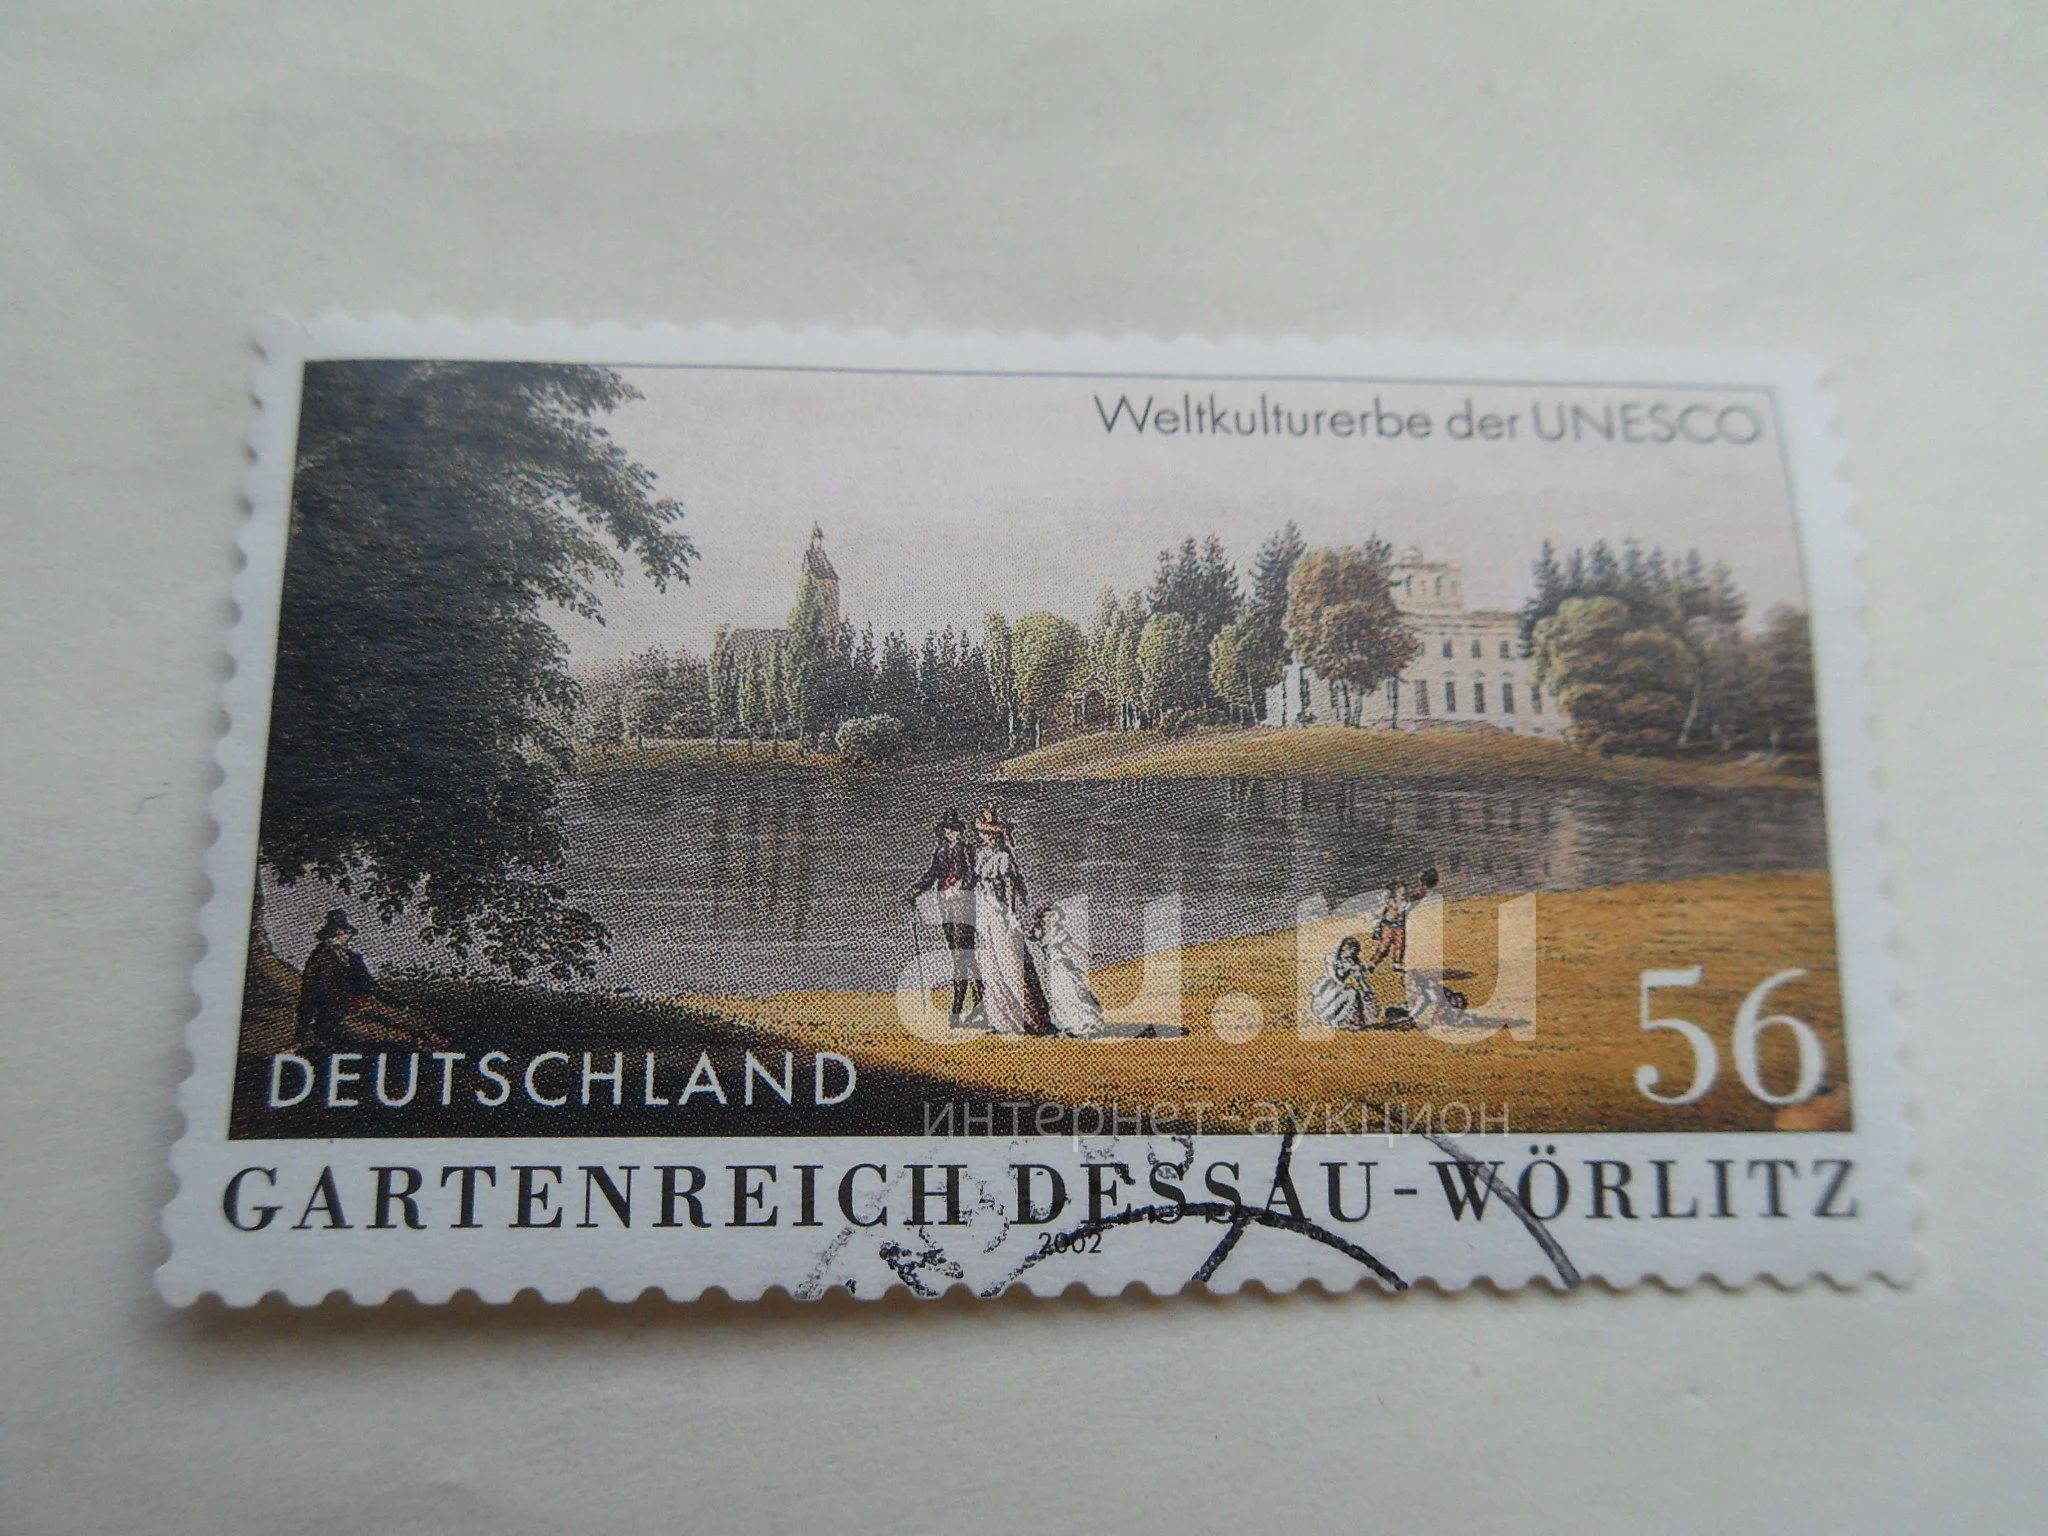 Weltkulturerbe der UNESCO
au.ru
56
DEUTSCHLAND
интернет-аукцион
GARTENREICH DESSAU-WÖRLITZ
2002